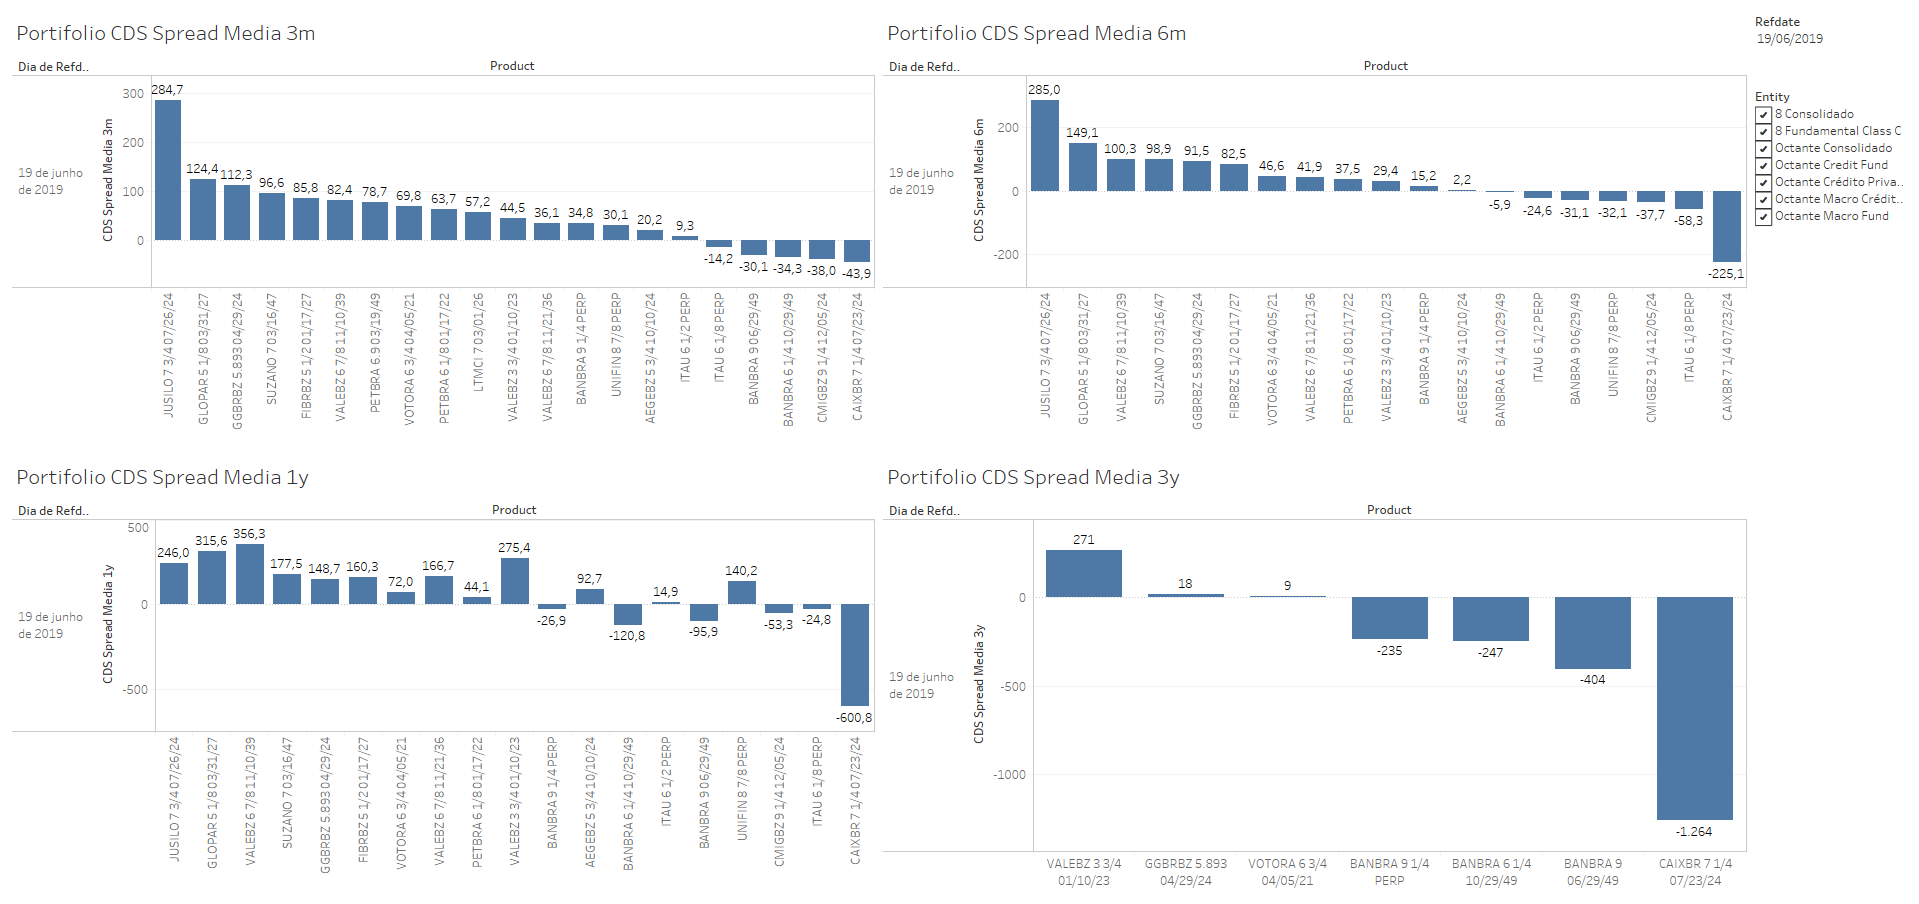 Portifolio CDS Spread Media 3m
Dia de Refd..
Product
CDS Spread Media 3m
300
200
100
0
19 de junho
de 2019
284,7
124,4
112,3
96,6
85,8
82,4
78,7
69,8
63,7
57,2
44,5
36,1
34,8
30,1
20,2
9,3
-14,2
-30,1
-34,3
-38,0
-43,9
JUSILO 7 3/4 07/26/24
GLOPAR 5 1/8 03/31/27
GGBRBZ 5.893 04/29/24
SUZANO 7 03/16/47
FIBRBZ 5 1/2 01/17/27
VALEBZ 6 7/8 11/10/39
PETBRA 6.9 03/19/49
VOTORA 6 3/4 04/05/21
PETBRA 6 1/8 01/17/22
LTMCI 7 03/01/26
VALEBZ 3 3/4 01/10/23
VALEBZ 6 7/8 11/21/36
BANBRA 9 1/4 PERP
UNIFIN 8 7/8 PERP
AEGEBZ 5 3/4 10/10/24
ITAU 6 1/2 PERP
ITAU 6 1/8 PERP
BANBRA 9 06/29/49
BANBRA 6 1/4 10/29/49
CMIGBZ 9 1/4 12/05/24
CAIXBR 7 1/4 07/23/24
Portifolio CDS Spread Media 6m
Dia de Refd..
Product
CDS Spread Media 6m
200
0
-200
19 de junho
de 2019
285,0
149,1
100,3
98,9
91,5
82,5
46,6
41,9
37,5
29,4
15,2
2,2
-5,9
-24,6
-31,1
-32,1
-37,7
-58,3
-225,1
JUSILO 7 3/4 07/26/24
GLOPAR 5 1/8 03/31/27
VALEBZ 6 7/8 11/10/39
SUZANO 7 03/16/47
GGBRBZ 5.893 04/29/24
FIBRBZ 5 1/2 01/17/27
VOTORA 6 3/4 04/05/21
VALEBZ 6 7/8 11/21/36
PETBRA 6 1/8 01/17/22
VALEBZ 3 3/4 01/10/23
BANBRA 9 1/4 PERP
AEGEBZ 5 3/4 10/10/24
BANBRA 6 1/4 10/29/49
ITAU 6 1/2 PERP
BANBRA 9 06/29/49
UNIFIN 8 7/8 PERP
CMIGBZ 9 1/4 12/05/24
ITAU 6 1/8 PERP
CAIXBR 7 1/4 07/23/24
Refdate
19/06/2019
Entity
8 Consolidado
8 Fundamental Class C
Octante Consolidado
Octante Credit Fund
Octante Crédito Priva..
Octante Macro Crédit..
Octante Macro Fund
Portifolio CDS Spread Media 1y
Dia de Refd..
Product
CDS Spread Media 1y
500
0
-500
19 de junho
de 2019
246,0
315,6
356,3
177,5
148,7
160,3
72,0
166,7
44,1
275,4
-26,9
92,7
-120,8
14,9
-95,9
140,2
-53,3
-24,8
-600,8
JUSILO 7 3/4 07/26/24
GLOPAR 5 1/8 03/31/27
VALEBZ 6 7/8 11/10/39
SUZANO 7 03/16/47
GGBRBZ 5.893 04/29/24
FIBRBZ 5 1/2 01/17/27
VOTORA 6 3/4 04/05/21
VALEBZ 6 7/8 11/21/36
PETBRA 6 1/8 01/17/22
VALEBZ 3 3/4 01/10/23
BANBRA 9 1/4 PERP
AEGEBZ 5 3/4 10/10/24
BANBRA 6 1/4 10/29/49
ITAU 6 1/2 PERP
BANBRA 9 06/29/49
UNIFIN 8 7/8 PERP
CMIGBZ 9 1/4 12/05/24
ITAU 6 1/8 PERP
CAIXBR 7 1/4 07/23/24
Portifolio CDS Spread Media 3y
Dia de Refd..
Product
CDS Spread Media 3y
0
-500
-1000
19 de junho
de 2019
271
18
9
-235
-247
-404
-1.264
VALEBZ 3 3/4
01/10/23
GGBRBZ 5.893
04/29/24
VOTORA 6 3/4
04/05/21
BANBRA 9 1/4
PERP
BANBRA 6 1/4
10/29/49
BANBRA 9
06/29/49
CAIXBR 7 1/4
07/23/24